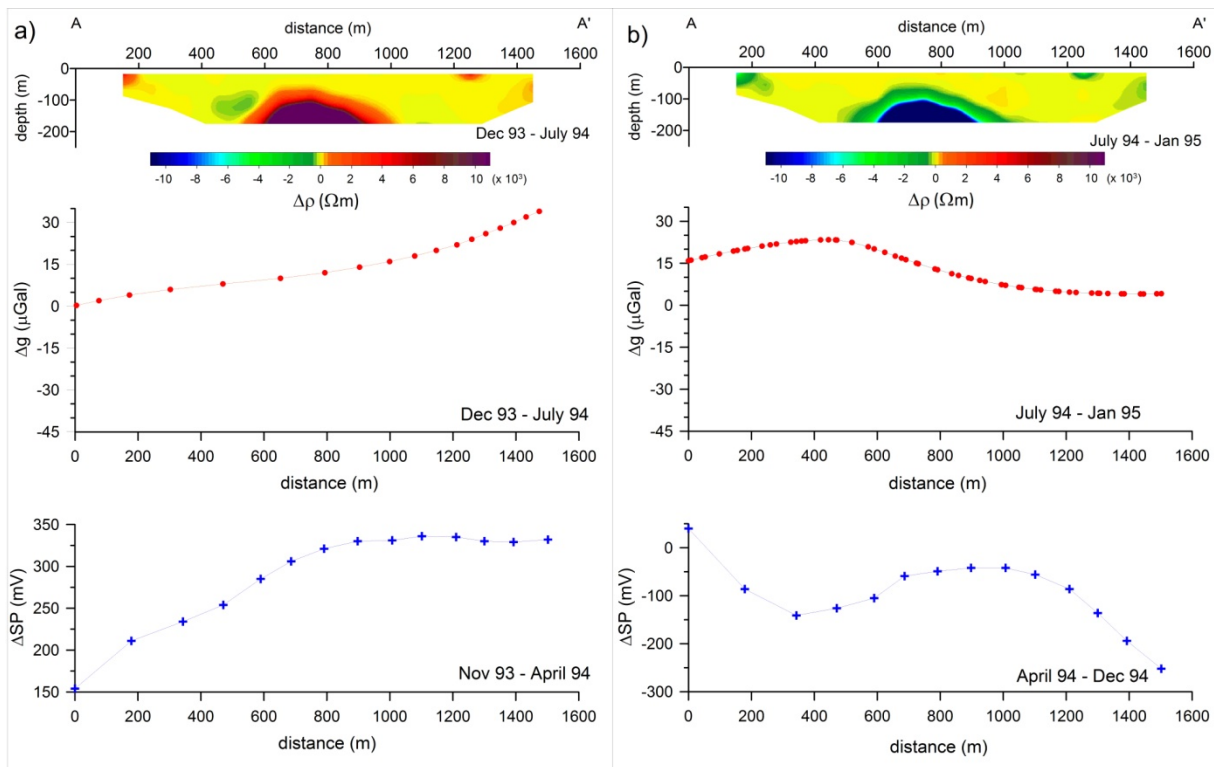 a)
A
distance (m)
A'
200 400 600 800 1000 1200 1400 1600
depth (m)
0
-100
-200
Dec 93 - July 94
-10 -8 -6 -4 -2 0 2 4 6 8 10 (x 10³)
Δρ (Ωm)
Δg (μGal)
30
15
0
-15
-30
-45
Dec 93 - July 94
0 200 400 600 800 1000 1200 1400 1600
distance (m)
ΔSP (mV)
350
300
250
200
150
Nov 93 - April 94
0 200 400 600 800 1000 1200 1400 1600
distance (m)
b)
A
distance (m)
A'
200 400 600 800 1000 1200 1400 1600
depth (m)
0
-100
-200
July 94 - Jan 95
-10 -8 -6 -4 -2 0 2 4 6 8 10 (x 10³)
Δρ (Ωm)
Δg (μGal)
30
15
0
-15
-30
-45
July 94 - Jan 95
0 200 400 600 800 1000 1200 1400 1600
distance (m)
ΔSP (mV)
0
-100
-200
-300
April 94 - Dec 94
0 200 400 600 800 1000 1200 1400 1600
distance (m)